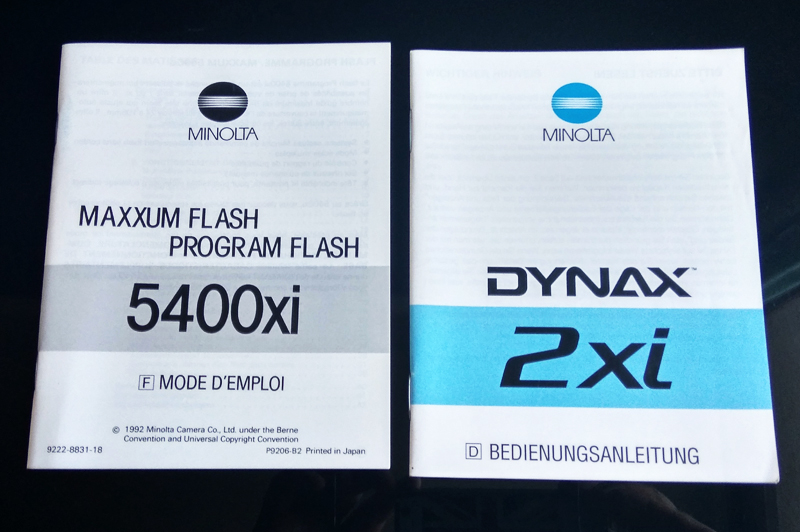 MINOLTA
MAXXUM FLASH
PROGRAM FLASH
5400xi
F MODE D'EMPLOI
© 1992 Minolta Camera Co., Ltd. under the Berne
Convention and Universal Copyright Convention
9222-8831-18 P9206-B2 Printed in Japan
MINOLTA
DYNAX™
2xi
D BEDIENUNGSANLEITUNG